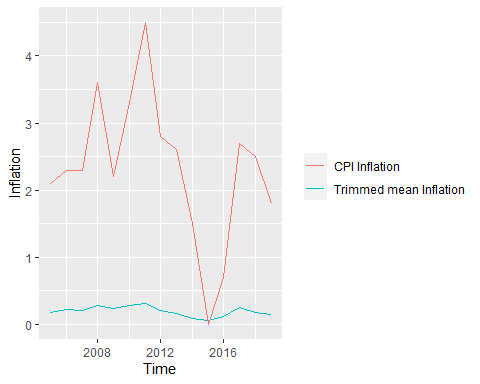 4
3
2
1
0
Inflation
2008 2012 2016
Time
CPI Inflation
Trimmed mean Inflation